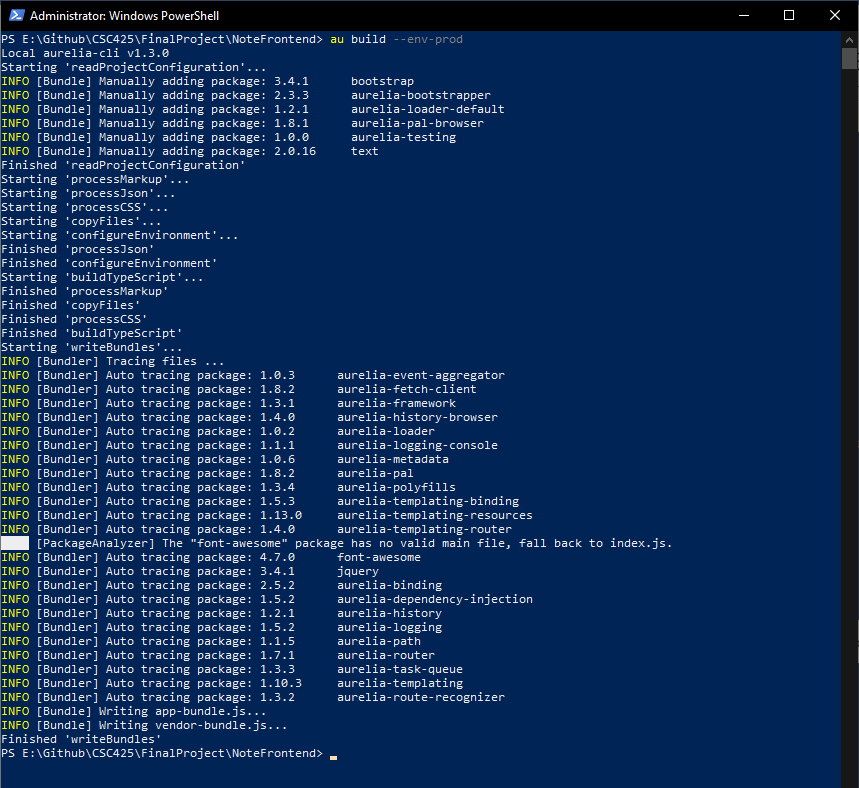 Administrator: Windows PowerShell
PS E:\Github\CSC425\FinalProject\NoteFrontend> au build --env-prod
Local aurelia-cli v1.3.0
Starting 'readProjectConfiguration'...
INFO [Bundle] Manually adding package: 3.4.1      bootstrap
INFO [Bundle] Manually adding package: 2.3.3      aurelia-bootstrapper
INFO [Bundle] Manually adding package: 1.2.1      aurelia-loader-default
INFO [Bundle] Manually adding package: 1.8.1      aurelia-pal-browser
INFO [Bundle] Manually adding package: 1.0.0      aurelia-testing
INFO [Bundle] Manually adding package: 2.0.16     text
Finished 'readProjectConfiguration'
Starting 'processMarkup'...
Starting 'processJson'...
Starting 'processCSS'...
Starting 'copyFiles'...
Starting 'configureEnvironment'...
Finished 'processJson'
Finished 'configureEnvironment'
Starting 'buildTypeScript'...
Finished 'processMarkup'
Finished 'copyFiles'
Finished 'processCSS'
Finished 'buildTypeScript'
Starting 'writeBundles'...
INFO [Bundler] Tracing files ...
INFO [Bundler] Auto tracing package: 1.0.3      aurelia-event-aggregator
INFO [Bundler] Auto tracing package: 1.8.2      aurelia-fetch-client
INFO [Bundler] Auto tracing package: 1.3.1      aurelia-framework
INFO [Bundler] Auto tracing package: 1.4.0      aurelia-history-browser
INFO [Bundler] Auto tracing package: 1.0.2      aurelia-loader
INFO [Bundler] Auto tracing package: 1.1.1      aurelia-logging-console
INFO [Bundler] Auto tracing package: 1.0.6      aurelia-metadata
INFO [Bundler] Auto tracing package: 1.8.2      aurelia-pal
INFO [Bundler] Auto tracing package: 1.3.4      aurelia-polyfills
INFO [Bundler] Auto tracing package: 1.5.3      aurelia-templating-binding
INFO [Bundler] Auto tracing package: 1.13.0     aurelia-templating-resources
INFO [Bundler] Auto tracing package: 1.4.0      aurelia-templating-router
[PackageAnalyzer] The "font-awesome" package has no valid main file, fall back to index.js.
INFO [Bundler] Auto tracing package: 4.7.0      font-awesome
INFO [Bundler] Auto tracing package: 3.4.1      jquery
INFO [Bundler] Auto tracing package: 2.5.2      aurelia-binding
INFO [Bundler] Auto tracing package: 1.5.2      aurelia-dependency-injection
INFO [Bundler] Auto tracing package: 1.2.1      aurelia-history
INFO [Bundler] Auto tracing package: 1.5.2      aurelia-logging
INFO [Bundler] Auto tracing package: 1.1.5      aurelia-path
INFO [Bundler] Auto tracing package: 1.7.1      aurelia-router
INFO [Bundler] Auto tracing package: 1.3.3      aurelia-task-queue
INFO [Bundler] Auto tracing package: 1.10.3     aurelia-templating
INFO [Bundler] Auto tracing package: 1.3.2      aurelia-route-recognizer
INFO [Bundle] Writing app-bundle.js...
INFO [Bundle] Writing vendor-bundle.js...
Finished 'writeBundles'
PS E:\Github\CSC425\FinalProject\NoteFrontend>